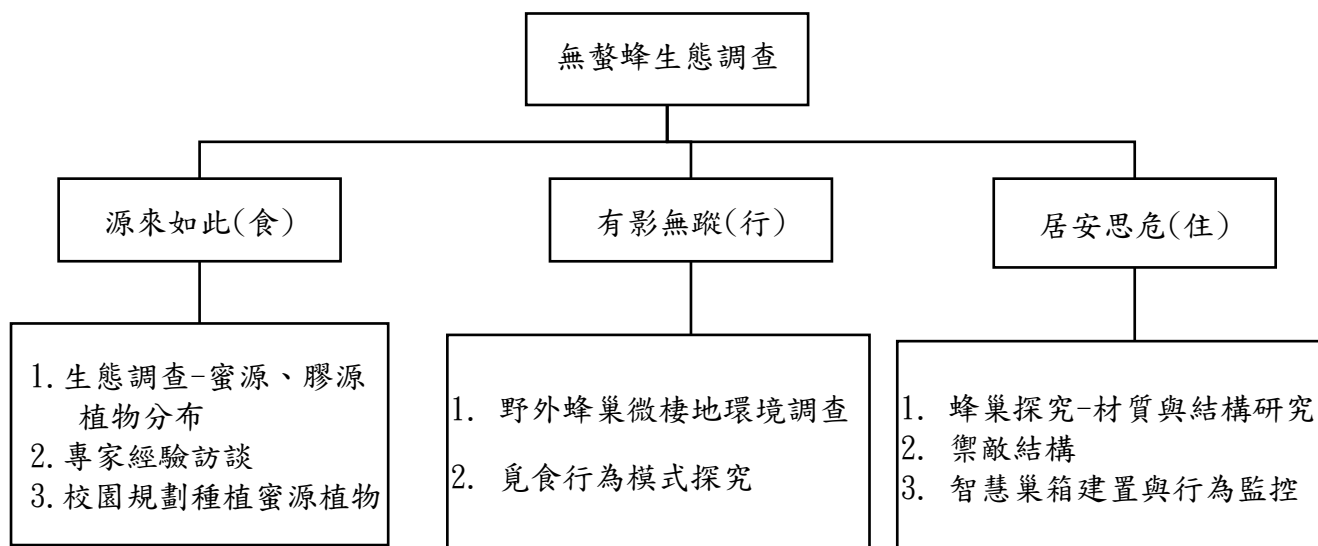 無螫蜂生態調查
源來如此(食)
有影無蹤(行)
居安思危(住)
1.生態調查-蜜源、膠源
植物分布
2.專家經驗訪談
3.校園規劃種植蜜源植物
1. 野外蜂巢微棲地環境調查
2. 覓食行為模式探究
1. 蜂巢探究-材質與結構研究
2. 禦敵結構
3. 智慧巢箱建置與行為監控